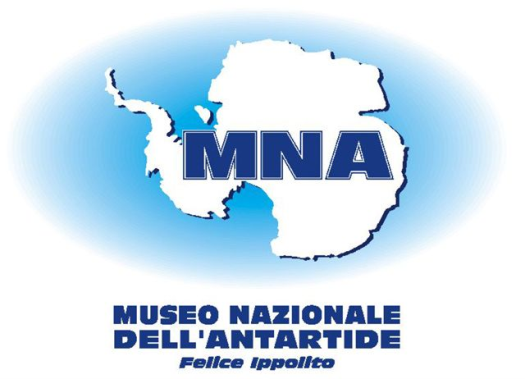 MNA
MUSEO NAZIONALE
DELL'ANTARTIDE
Felice Ippolito